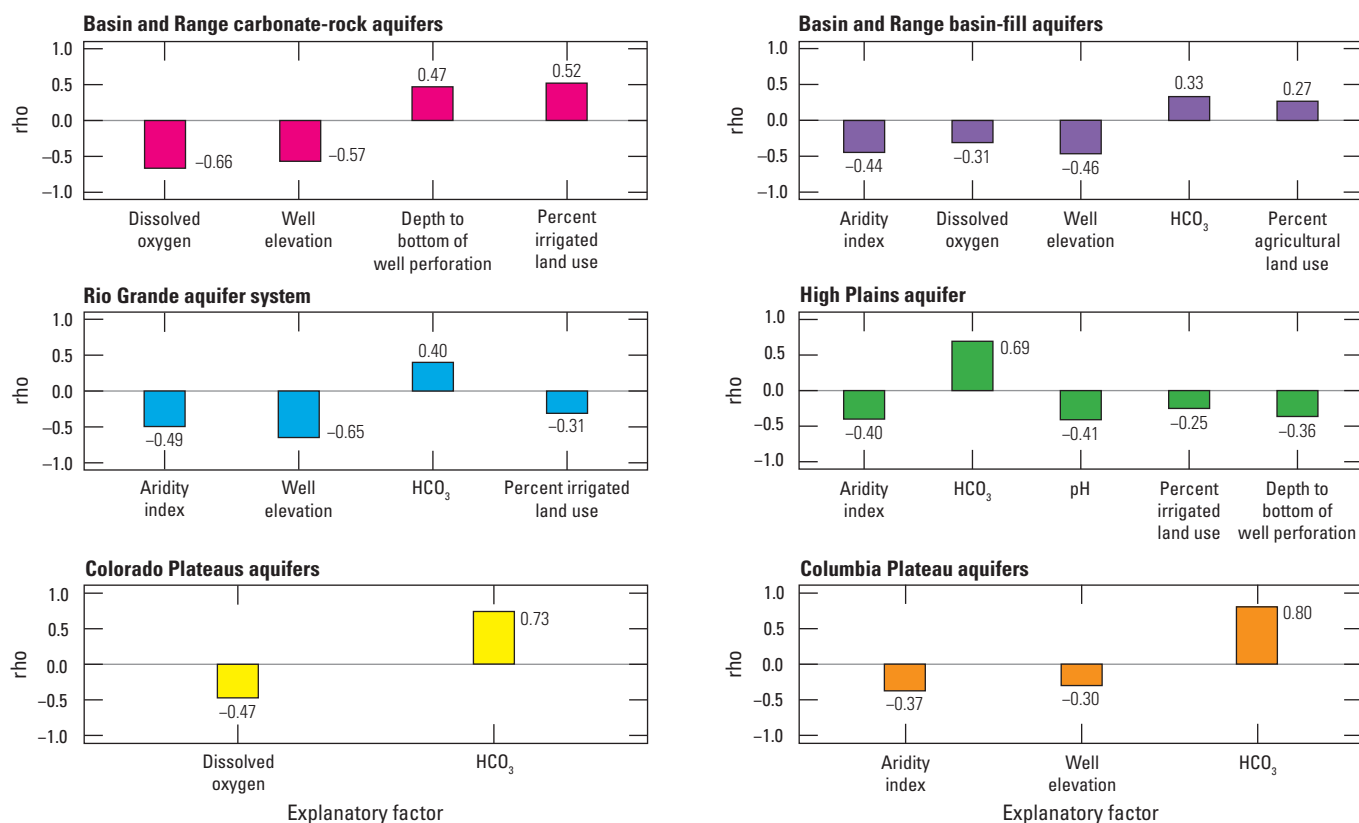 Basin and Range carbonate-rock aquifers
1.0
0.5
0.0
−0.5
−1.0
rho
−0.66
−0.57
0.47
0.52
Dissolved
oxygen
Well
elevation
Depth to
bottom of
well perforation
Percent
irrigated
land use
Basin and Range basin-fill aquifers
1.0
0.5
0.0
−0.5
−1.0
rho
−0.44
−0.31
−0.46
0.33
0.27
Aridity
index
Dissolved
oxygen
Well
elevation
HCO₃
Percent
agricultural
land use
Rio Grande aquifer system
1.0
0.5
0.0
−0.5
−1.0
rho
−0.49
−0.65
0.40
−0.31
Aridity
index
Well
elevation
HCO₃
Percent irrigated
land use
High Plains aquifer
1.0
0.5
0.0
−0.5
−1.0
rho
−0.40
0.69
−0.41
−0.25
−0.36
Aridity
index
HCO₃
pH
Percent
irrigated
land use
Depth to
bottom of
well perforation
Colorado Plateaus aquifers
1.0
0.5
0.0
−0.5
−1.0
rho
−0.47
0.73
Dissolved
oxygen
HCO₃
Explanatory factor
Columbia Plateau aquifers
1.0
0.5
0.0
−0.5
−1.0
rho
−0.37
−0.30
0.80
Aridity
index
Well
elevation
HCO₃
Explanatory factor